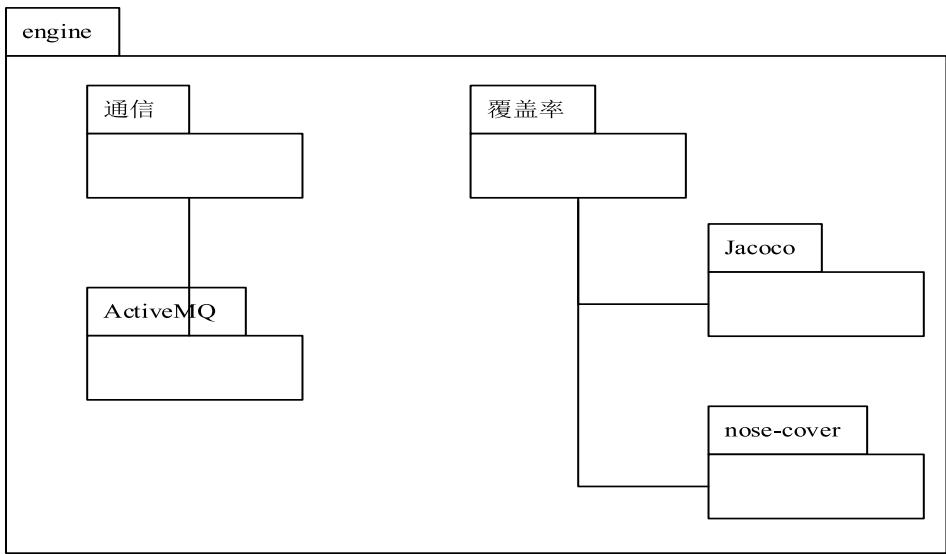 engine
通信
覆盖率
Jacoco
ActiveMQ
nose-cover